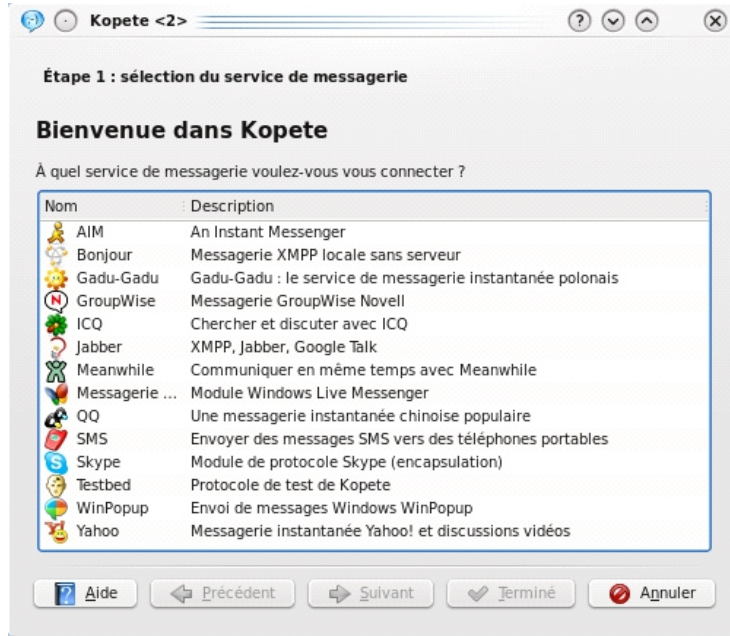 Kopete <2>
Étape 1 : sélection du service de messagerie
Bienvenue dans Kopete
À quel service de messagerie voulez-vous vous connecter ?
Nom Description
AIM An Instant Messenger
Bonjour Messagerie XMPP locale sans serveur
Gadu-Gadu Gadu-Gadu : le service de messagerie instantanée polonais
GroupWise Messagerie GroupWise Novell
ICQ Chercher et discuter avec ICQ
Jabber XMPP, Jabber, Google Talk
Meanwhile Communiquer en même temps avec Meanwhile
Messagerie ... Module Windows Live Messenger
QQ Une messagerie instantanée chinoise populaire
SMS Envoyer des messages SMS vers des téléphones portables
Skype Module de protocole Skype (encapsulation)
Testbed Protocole de test de Kopete
WinPopup Envoi de messages Windows WinPopup
Yahoo Messagerie instantanée Yahoo! et discussions vidéos
Aide Précédent Suivant Terminé Annuler